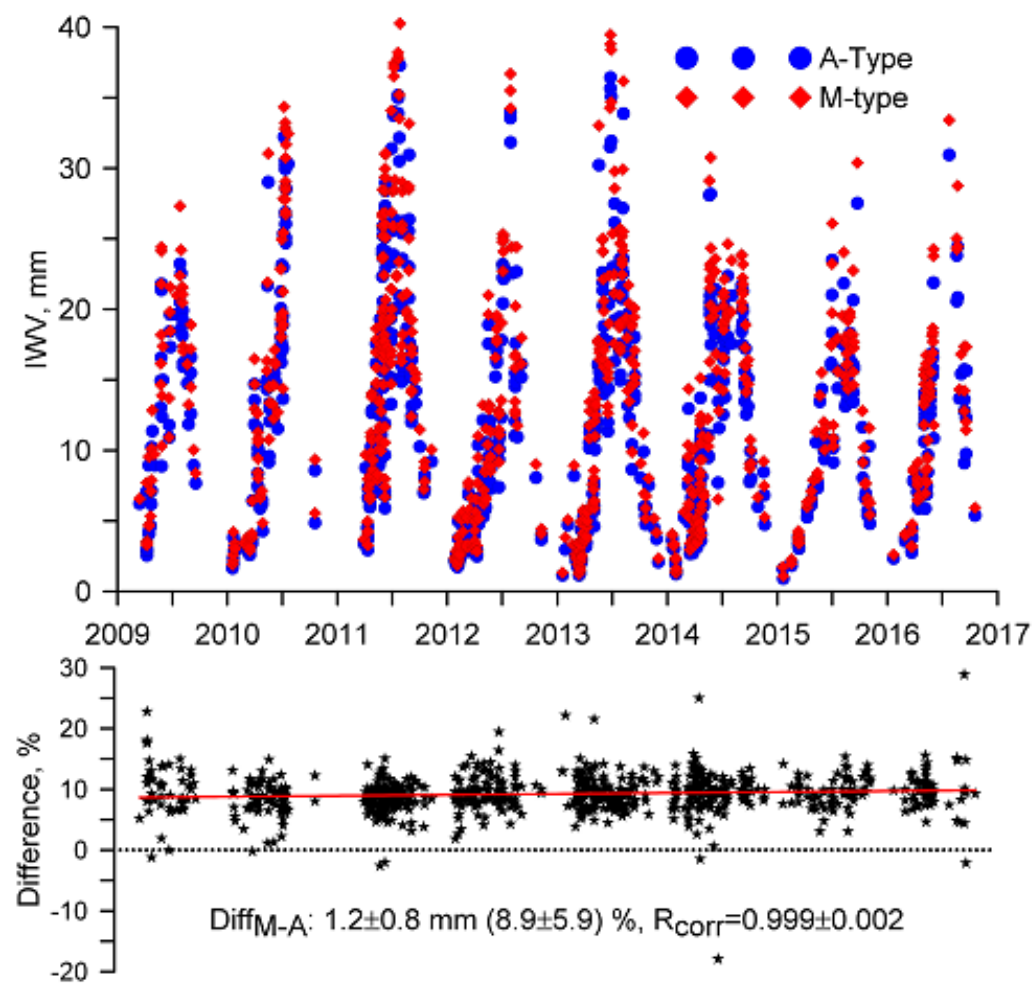 40
A-Type
M-type
30
IWV, mm
20
10
0
2009 2010 2011 2012 2013 2014 2015 2016 2017
30
20
Difference, %
10
0
-10
Diff_M-A: 1.2±0.8 mm (8.9±5.9) %, R_corr=0.999±0.002
-20